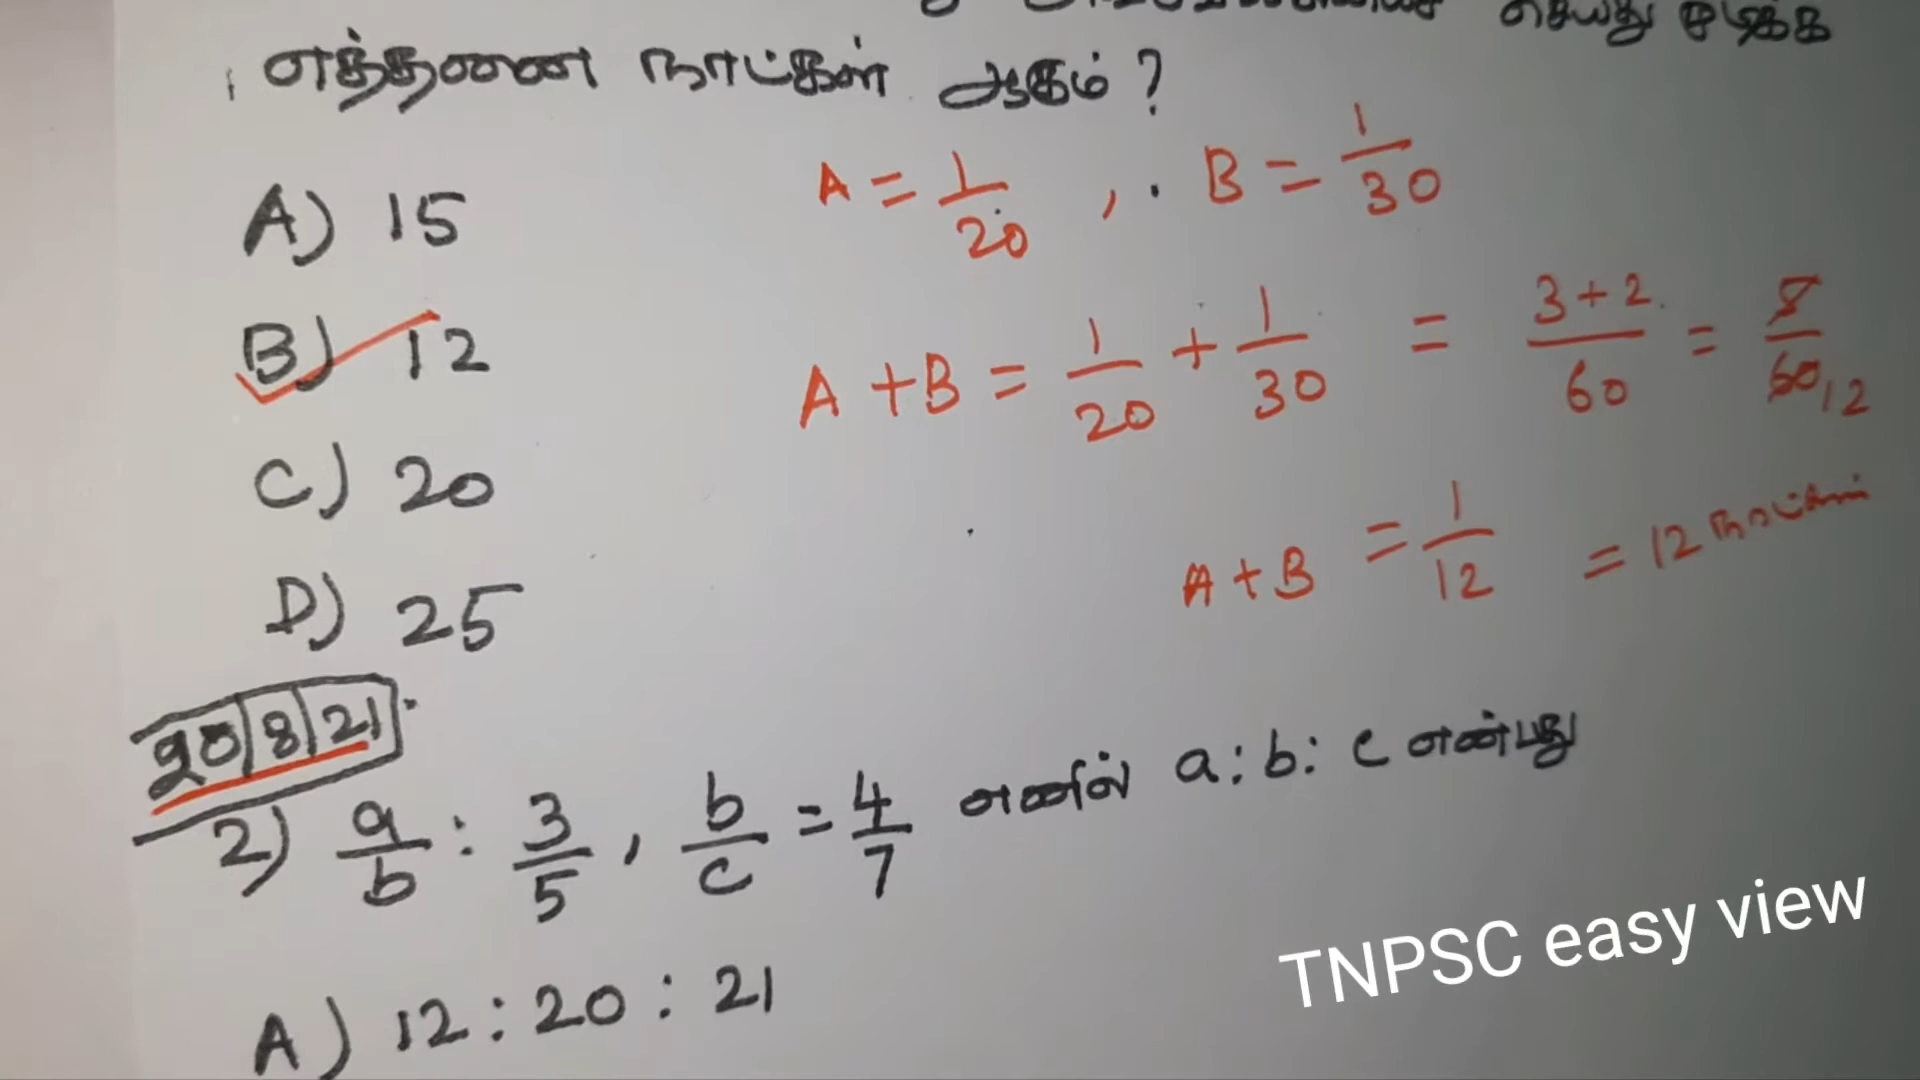 செய்து முடிக்க
எத்தனை நாட்கள் ஆகும்?
A) 15
B) 12
C) 20
D) 25
A = 1/20 , B = 1/30
A + B = 1/20 + 1/30 = 3+2/60 = 5/60 12
A + B = 1/12 = 12 நாட்கள்
20|8|21
2) a/b : 3/5 , b/c = 4/7 எனில் a : b : c என்பது
A) 12 : 20 : 21
TNPSC easy view